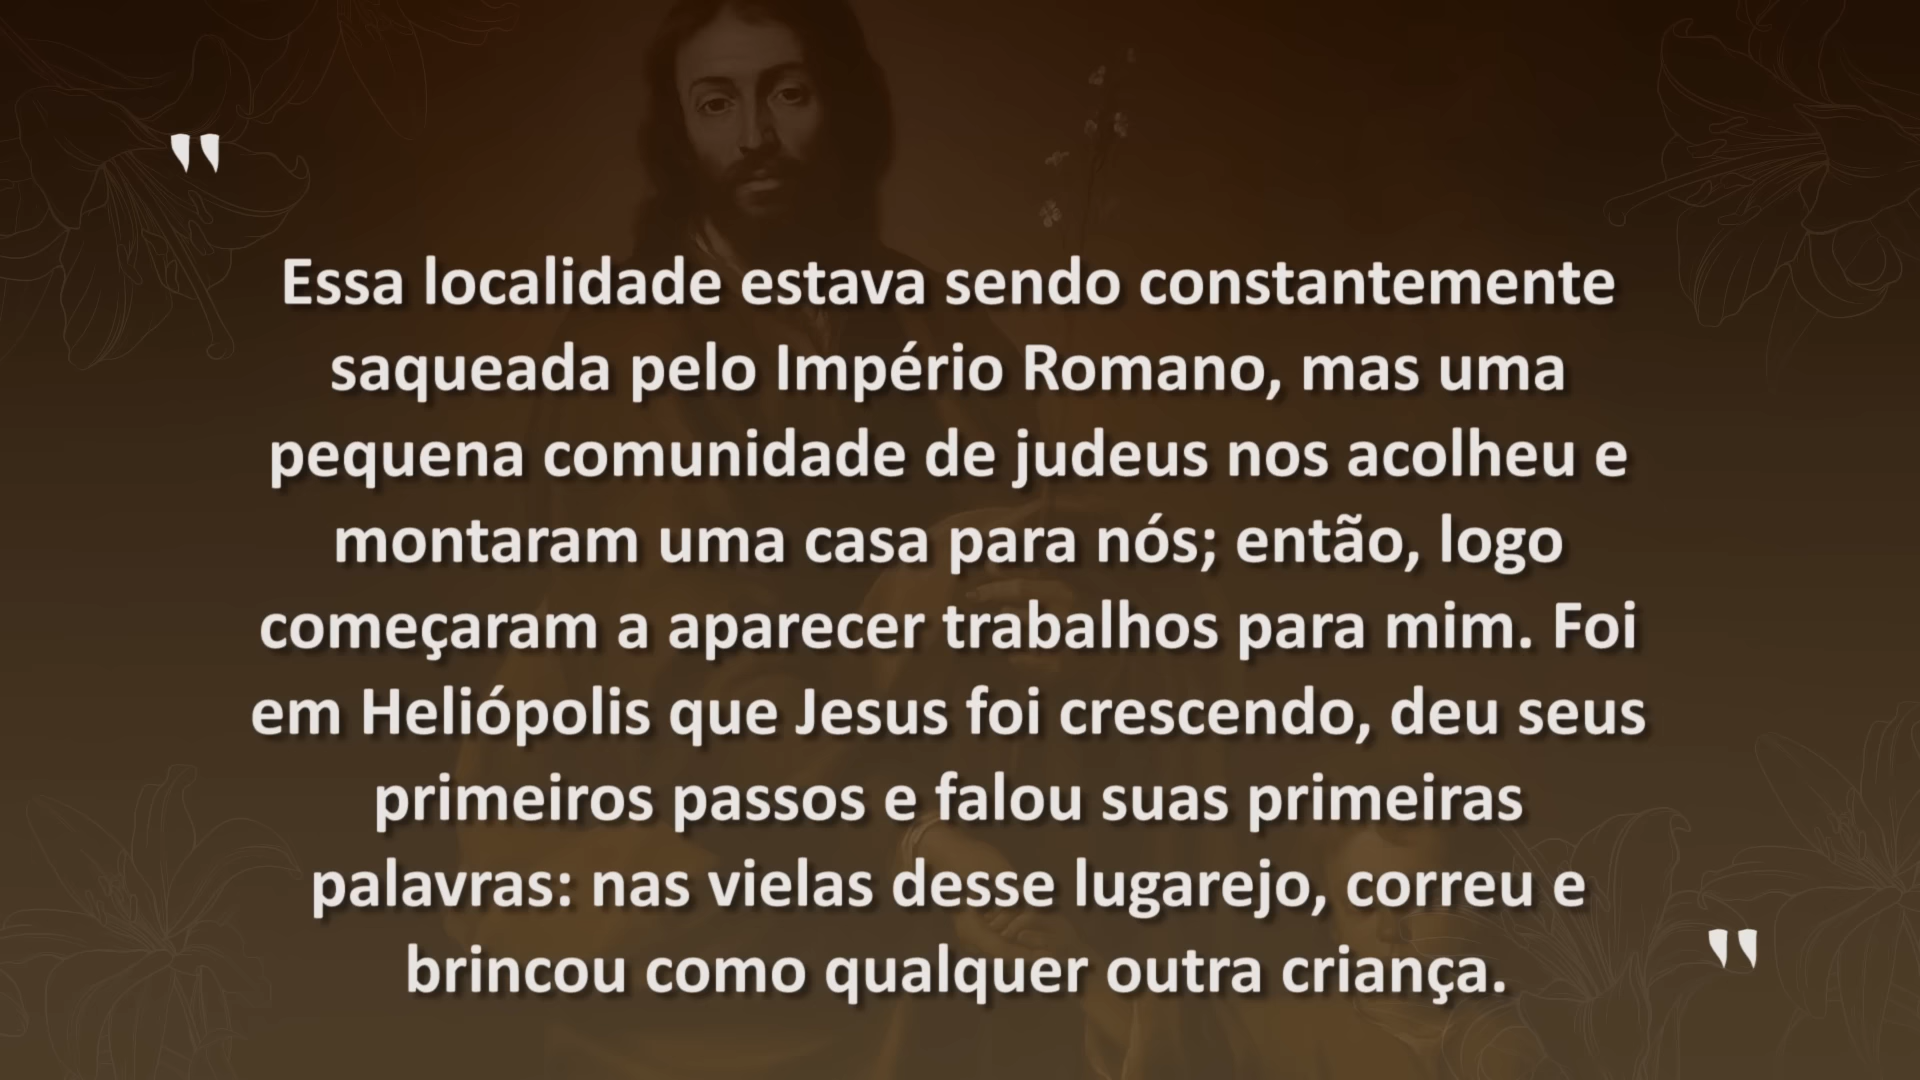 "
Essa localidade estava sendo constantemente
saqueada pelo Império Romano, mas uma
pequena comunidade de judeus nos acolheu e
montaram uma casa para nós; então, logo
começaram a aparecer trabalhos para mim. Foi
em Heliópolis que Jesus foi crescendo, deu seus
primeiros passos e falou suas primeiras
palavras: nas vielas desse lugarejo, correu e
brincou como qualquer outra criança.
"